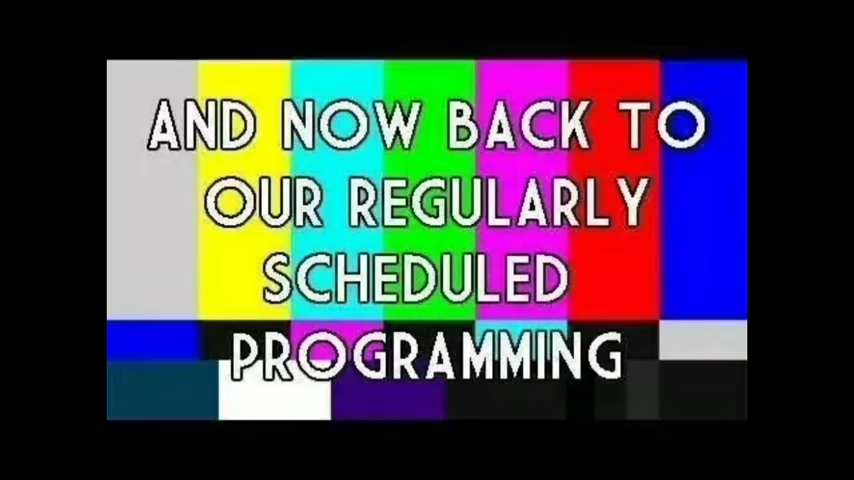 AND NOW BACK TO
OUR REGULARLY
SCHEDULED
PROGRAMMING